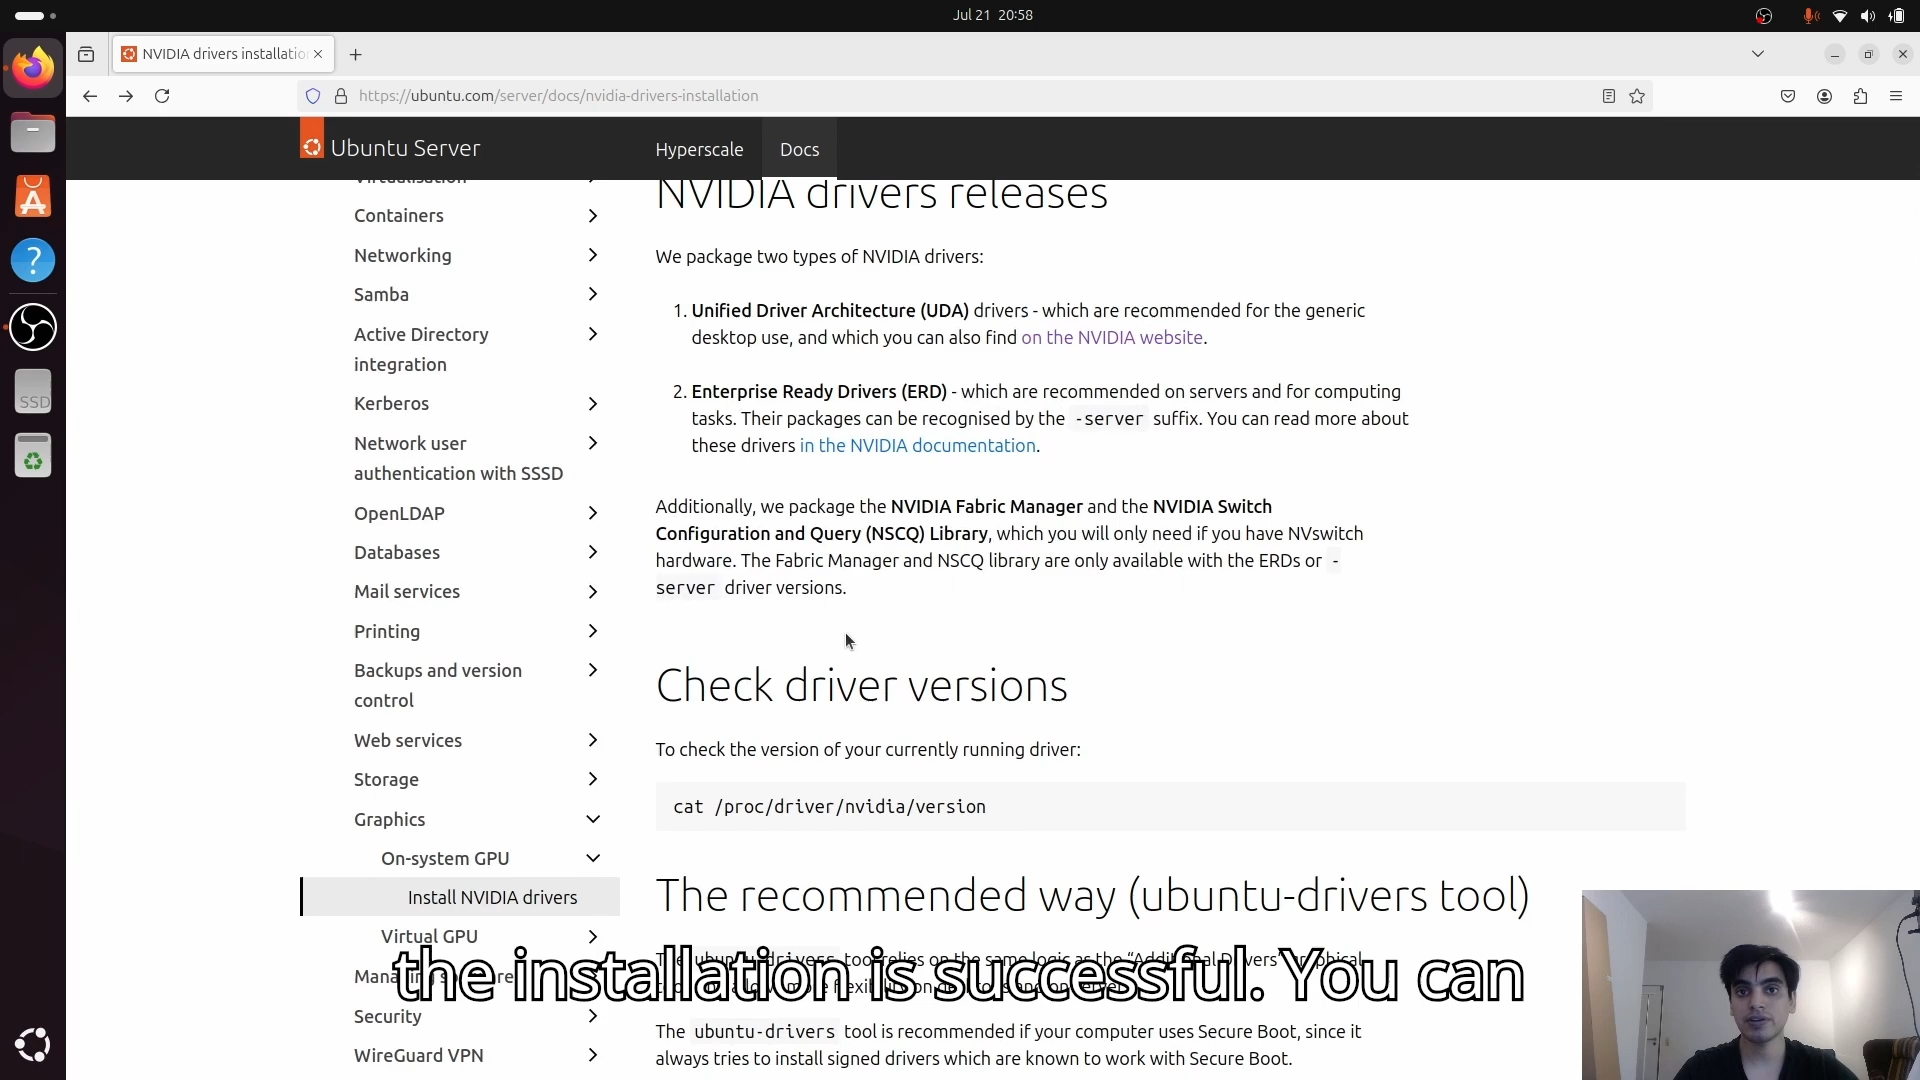 Jul 21 20:58
NVIDIA drivers installatio
https://ubuntu.com/server/docs/nvidia-drivers-installation
Ubuntu Server
Hyperscale
Docs
Virtualisation
Containers
Networking
Samba
Active Directory
integration
Kerberos
Network user
authentication with SSSD
OpenLDAP
Databases
Mail services
Printing
Backups and version
control
Web services
Storage
Graphics
On-system GPU
Install NVIDIA drivers
Virtual GPU
Security
WireGuard VPN
SSD
NVIDIA drivers releases
We package two types of NVIDIA drivers:
1. Unified Driver Architecture (UDA) drivers - which are recommended for the generic
desktop use, and which you can also find on the NVIDIA website.
2. Enterprise Ready Drivers (ERD) - which are recommended on servers and for computing
tasks. Their packages can be recognised by the -server suffix. You can read more about
these drivers in the NVIDIA documentation.
Additionally, we package the NVIDIA Fabric Manager and the NVIDIA Switch
Configuration and Query (NSCQ) Library, which you will only need if you have NVswitch
hardware. The Fabric Manager and NSCQ library are only available with the ERDs or -
server driver versions.
Check driver versions
To check the version of your currently running driver:
cat /proc/driver/nvidia/version
The recommended way (ubuntu-drivers tool)
the installation is successful. You can
The ubuntu-drivers tool is recommended if your computer uses Secure Boot, since it
always tries to install signed drivers which are known to work with Secure Boot.